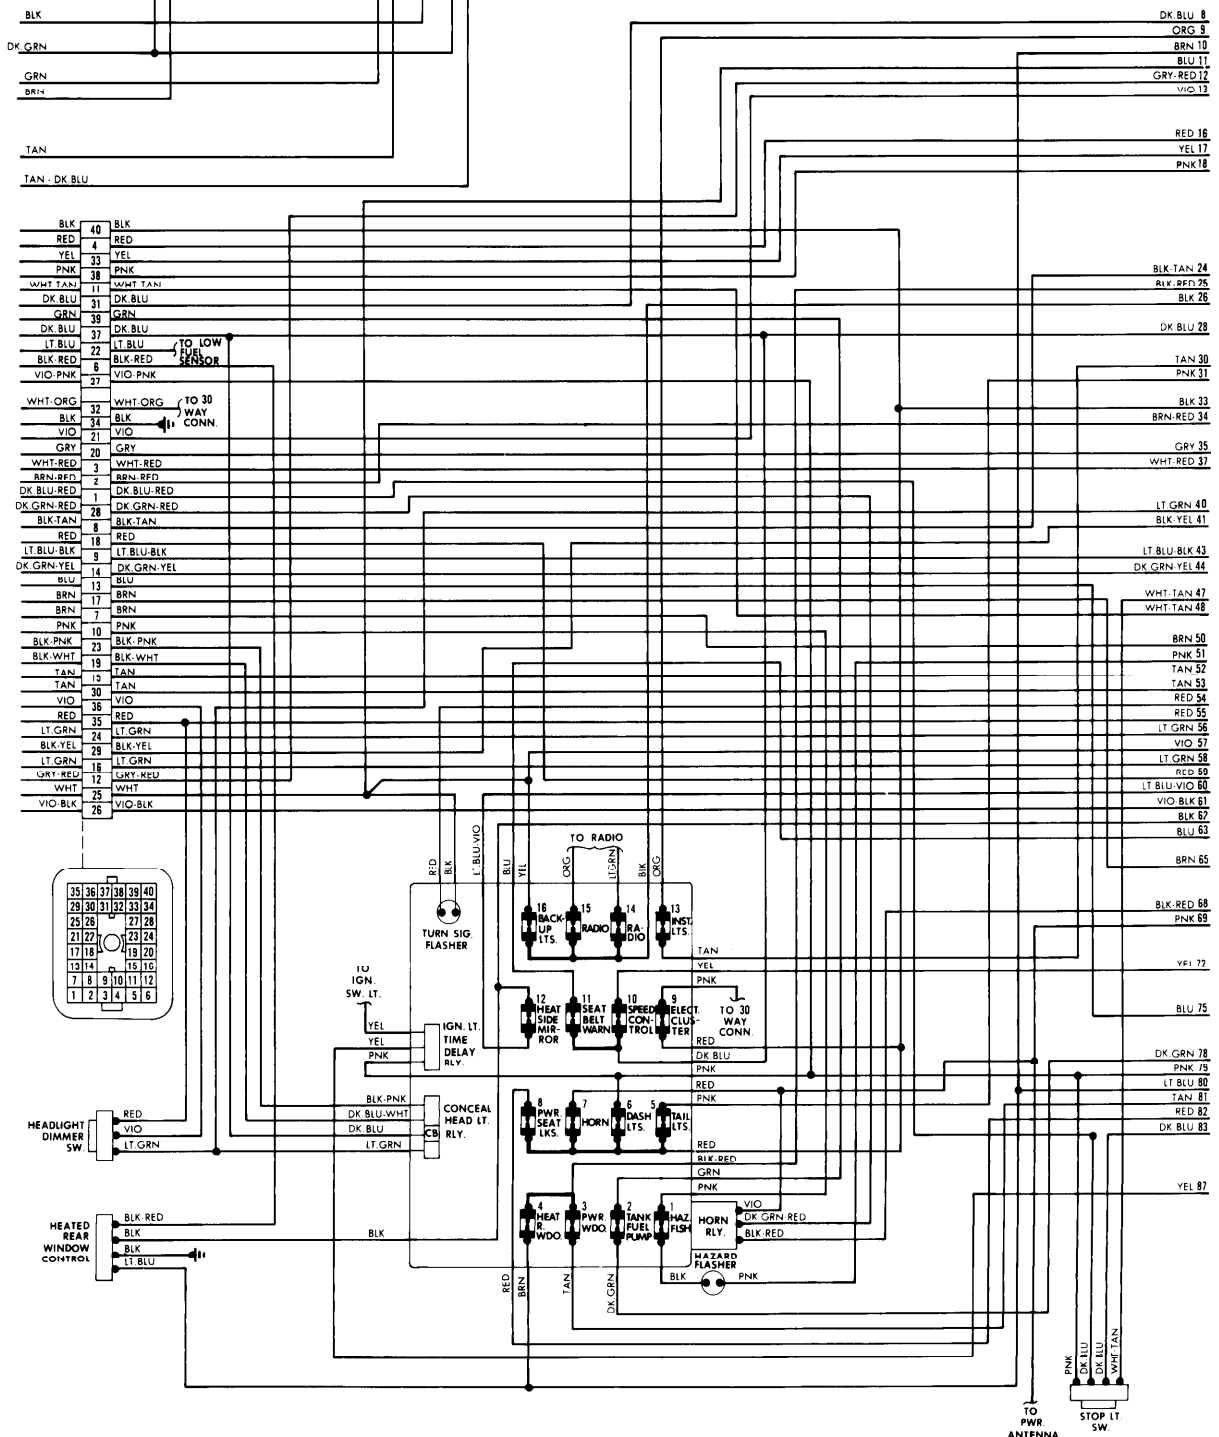 BLK
DK.GRN
GRN
BRN
TAN
TAN - DK.BLU
DK.BLU 8
ORG 9
BRN 10
BLU 11
GRY-RED 12
VIO 13
RED 16
YEL 17
PNK 18
BLK-TAN 24
BLK-RED 25
BLK 26
DK BLU 28
TAN 30
PNK 31
BLK 33
BRN-RED 34
GRY 35
WHT-RED 37
LT.GRN 40
BLK-YEL 41
LT.BLU-BLK 43
DK.GRN-YEL 44
WHT-TAN 47
WHT-TAN 48
BRN 50
PNK 51
TAN 52
TAN 53
RED 54
RED 55
LT GRN 56
VIO 57
LT.GRN 58
RED 59
LT BLU-VIO 60
VIO-BLK 61
BLK 62
BLU 63
BRN 65
BLK-RED 68
PNK 69
YEL 72
BLU 75
DK.GRN 78
PNK 79
LT BLU 80
TAN 81
RED 82
DK BLU 83
YEL 87
BLK 40 BLK
RED 4 RED
YEL 33 YEL
PNK 38 PNK
WHT TAN 11 WHT TAN
DK.BLU 31 DK.BLU
GRN 39 GRN
DK.BLU 37 DK.BLU
LT.BLU 22 LT.BLU
TO LOW
FUEL
SENSOR
BLK-RED 6 BLK-RED
VIO-PNK 27 VIO-PNK
WHT-ORG 32 WHT-ORG
TO 30
WAY
CONN.
BLK 34 BLK
VIO 21 VIO
GRY 20 GRY
WHT-RED 3 WHT-RED
BRN-RED 2 BRN-RED
DK.BLU-RED 1 DK.BLU-RED
DK.GRN-RED 28 DK.GRN-RED
BLK-TAN 8 BLK-TAN
RED 18 RED
LT.BLU-BLK 9 LT.BLU-BLK
DK.GRN-YEL 14 DK.GRN-YEL
BLU 13 BLU
BRN 17 BRN
BRN 7 BRN
PNK 10 PNK
BLK-PNK 23 BLK-PNK
BLK-WHT 19 BLK-WHT
TAN 15 TAN
TAN 30 TAN
VIO 36 VIO
RED 35 RED
LT.GRN 24 LT.GRN
BLK-YEL 29 BLK-YEL
LT.GRN 16 LT.GRN
GRY-RED 12 GRY-RED
WHT 25 WHT
VIO-BLK 26 VIO-BLK
35 36 37 38 39 40
29 30 31 32 33 34
25 26 27 28
21 22 23 24
17 18 19 20
13 14 15 16
7 8 9 10 11 12
1 2 3 4 5 6
TO RADIO
RED
BLK
LT.BLU-VIO
BLU
YEL
ORG
LT.GRN
BLK
ORG
TURN SIG.
FLASHER
16 BACK-UP LTS.
15 RADIO
14 RA-DIO
13 INST. LTS.
TAN
YEL
PNK
TO
IGN.
SW. LT.
YEL
YEL
PNK
IGN. LT.
TIME
DELAY
RLY.
12 HEAT SIDE MIR-ROR
11 SEAT BELT WARN
10 SPEED CON-TROL
9 ELECT. CLUS-TER
TO 30
WAY
CONN.
RED
DK.BLU
PNK
RED
PNK
BLK-PNK
DK BLU-WHT
DK.BLU
LT.GRN
CONCEAL
HEAD LT.
CB RLY.
8 PWR. SEAT LKS.
7 HORN
6 DASH LTS.
5 TAIL LTS.
RED
BLK-RED
GRN
PNK
HEADLIGHT
DIMMER
SW.
RED
VIO
LT.GRN
HEATED
REAR
WINDOW
CONTROL
BLK-RED
BLK
BLK
LT.BLU
BLK
4 HEAT R. WDO.
3 PWR. WDO.
2 TANK FUEL PUMP
1 HAZ. FLSH
HORN
RLY.
VIO
DK GRN-RED
BLK-RED
HAZARD
FLASHER
BLK
PNK
RED
BRN
TAN
DK.GRN
PNK
DK.BLU
DK.BLU
WHT-TAN
TO
PWR.
ANTENNA
STOP LT.
SW.